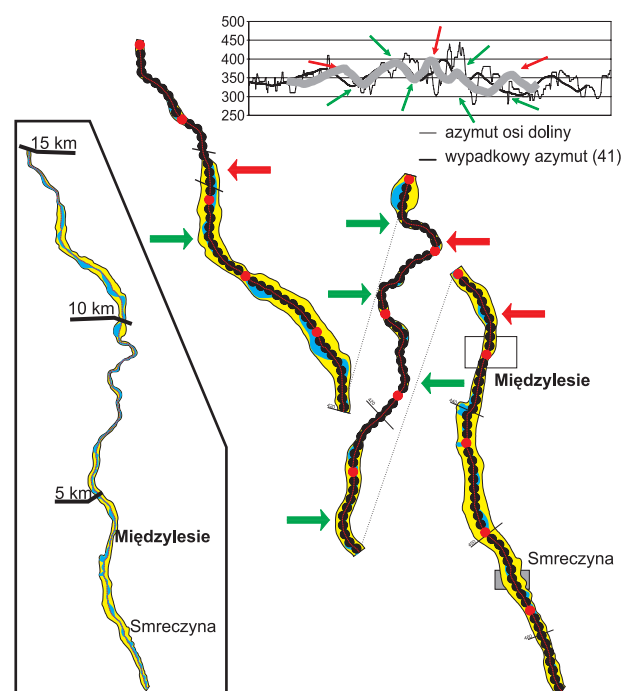 500
450
400
350
300
250
azymut osi doliny
wypadkowy azymut (41)
15 km
10 km
5 km
Międzylesie
Smreczyna
Międzylesie
Smreczyna